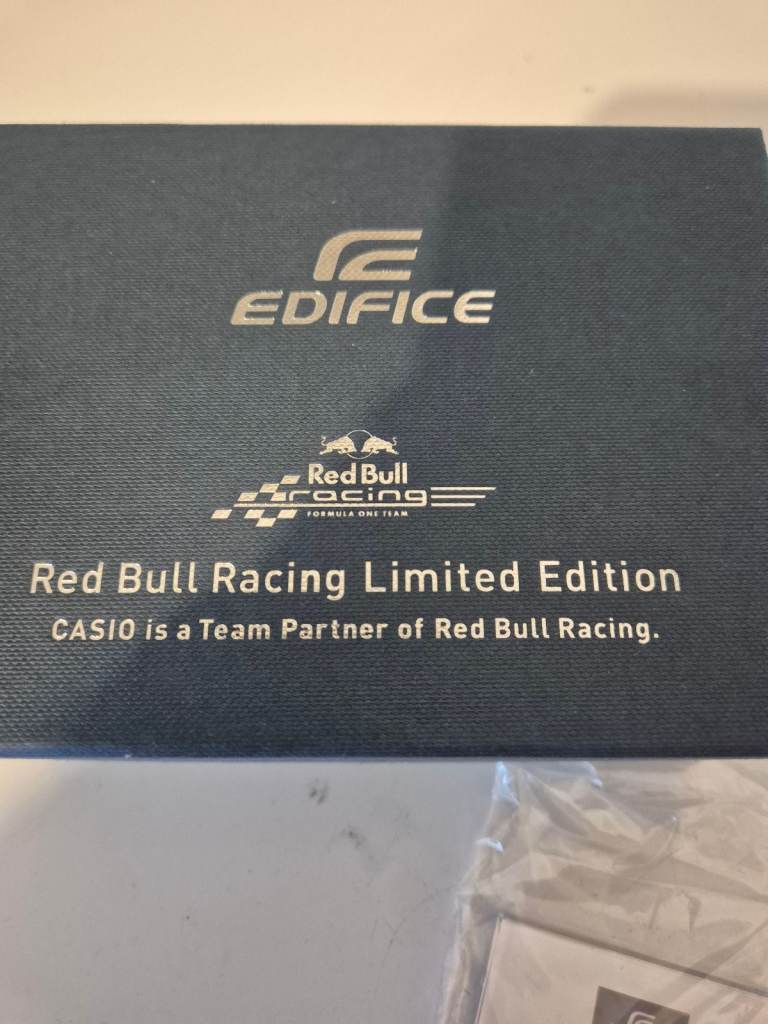 EDIFICE
Red Bull
racing
FORMULA ONE TEAM
Red Bull Racing Limited Edition
CASIO is a Team Partner of Red Bull Racing.